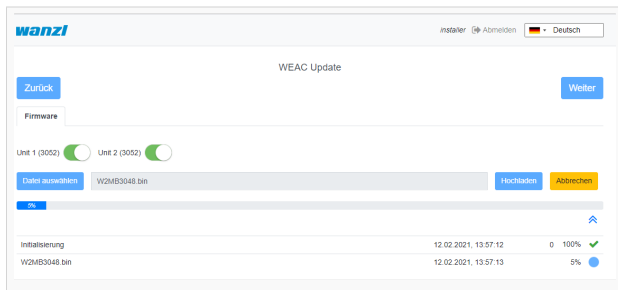 wanzl
installer Abmelden Deutsch
WEAC Update
Zurück Weiter
Firmware
Unit 1 (3052) Unit 2 (3052)
Datei auswählen W2MB3048.bin Hochladen Abbrechen
5%
Initialisierung 12.02.2021, 13:57:12 0 100%
W2MB3048.bin 12.02.2021, 13:57:13 5%